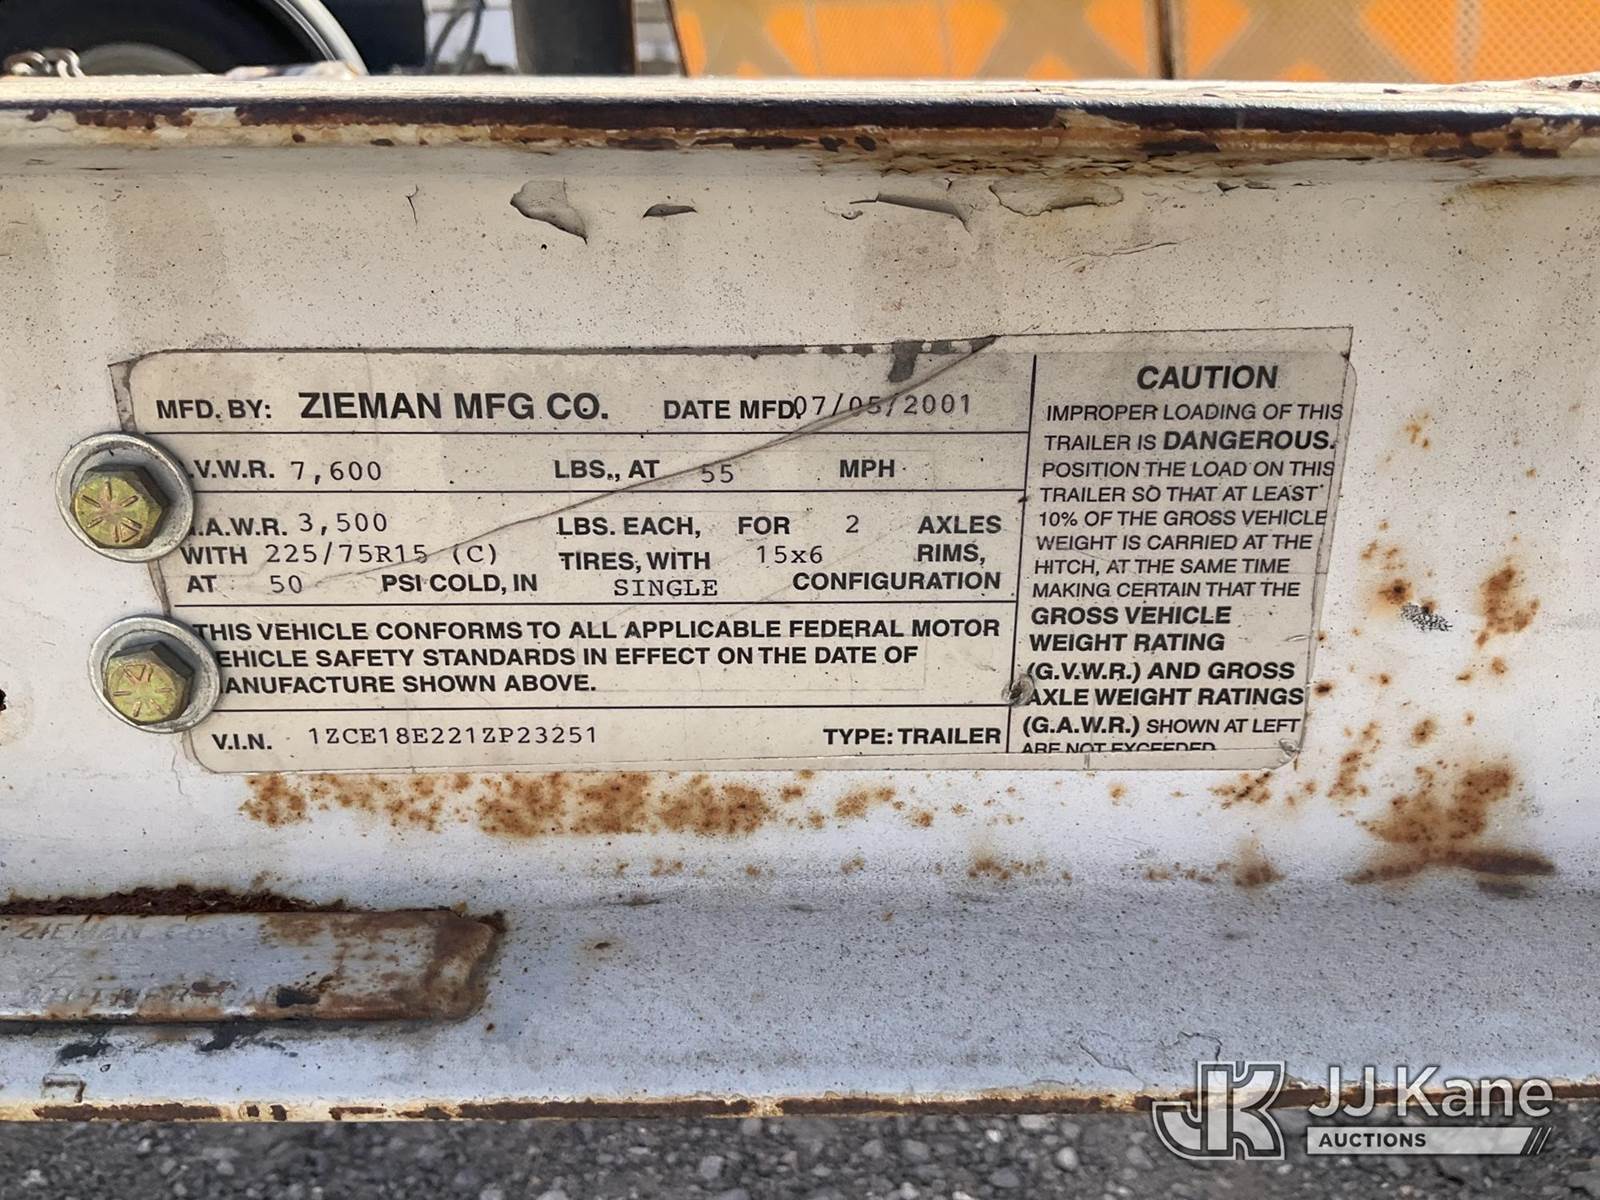 MFD. BY: ZIEMAN MFG CO. DATE MFD. 07/05/2001
.V.W.R. 7,600 LBS., AT 55 MPH
.A.W.R. 3,500 LBS. EACH, FOR 2 AXLES
WITH 225/75R15 (C) TIRES, WITH 15x6 RIMS,
AT 50 PSI COLD, IN SINGLE CONFIGURATION
THIS VEHICLE CONFORMS TO ALL APPLICABLE FEDERAL MOTOR
EHICLE SAFETY STANDARDS IN EFFECT ON THE DATE OF
ANUFACTURE SHOWN ABOVE.
V.I.N. 1ZCE18E221ZP23251 TYPE: TRAILER
CAUTION
IMPROPER LOADING OF THIS
TRAILER IS DANGEROUS.
POSITION THE LOAD ON THIS
TRAILER SO THAT AT LEAST
10% OF THE GROSS VEHICLE
WEIGHT IS CARRIED AT THE
HITCH, AT THE SAME TIME
MAKING CERTAIN THAT THE
GROSS VEHICLE
WEIGHT RATING
(G.V.W.R.) AND GROSS
AXLE WEIGHT RATINGS
(G.A.W.R.) SHOWN AT LEFT
ARE NOT EXCEEDED
ZIEMAN
JK JJ Kane
AUCTIONS